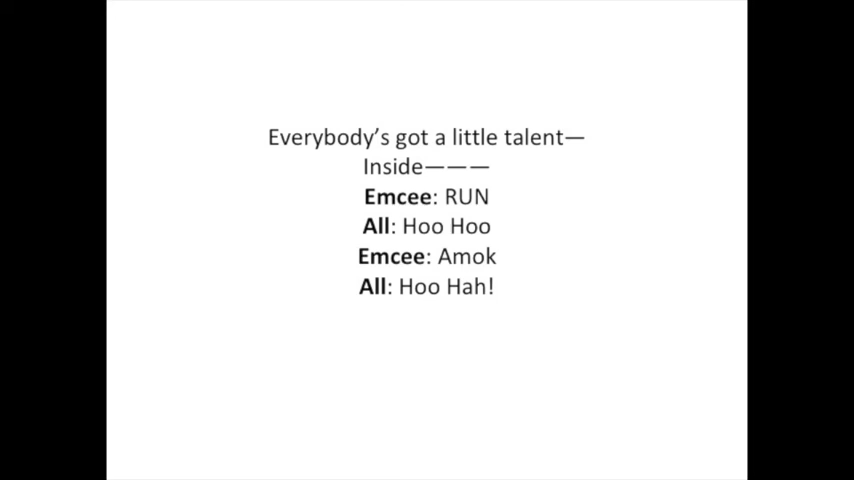 Everybody’s got a little talent—
Inside———
Emcee: RUN
All: Hoo Hoo
Emcee: Amok
All: Hoo Hah!